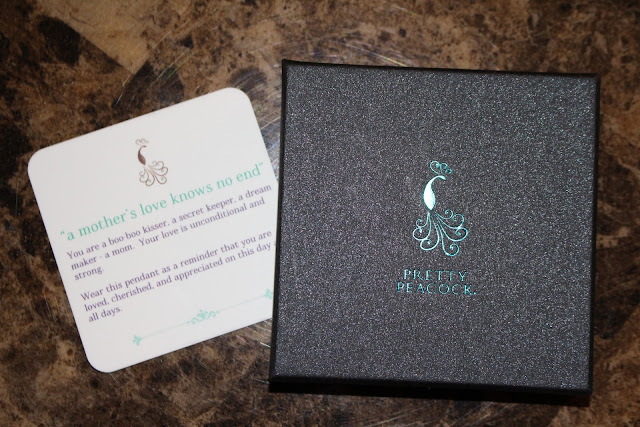 "a mother's love knows no end"
You are a boo-boo kisser, a secret keeper, a dream
maker - a mom. Your love is unconditional and
strong.
Wear this pendant as a reminder that you are
loved, cherished, and appreciated on this day
all days.
PRETTY
PEACOCK.